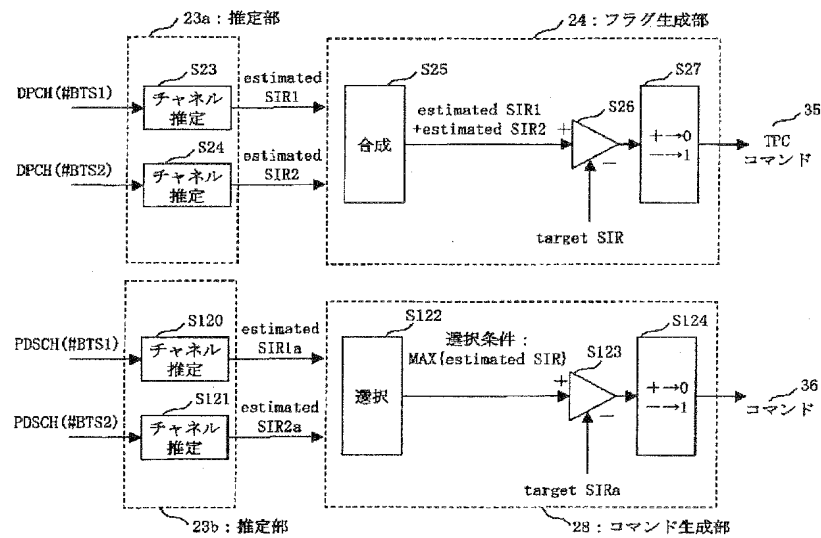 23a：推定部
24：フラグ生成部
DPCH(#BTS1)
S23
チャネル
推定
estimated
SIR1
DPCH(#BTS2)
S24
チャネル
推定
estimated
SIR2
S25
合成
estimated SIR1
+estimated SIR2
+
−
S26
target SIR
S27
+→0
−→1
35
TPC
コマンド
PDSCH(#BTS1)
S120
チャネル
推定
estimated
SIR1a
PDSCH(#BTS2)
S121
チャネル
推定
estimated
SIR2a
S122
選択
選択条件：
MAX{estimated SIR}
+
−
S123
target SIRa
S124
+→0
−→1
36
コマンド
23b：推定部
28：コマンド生成部